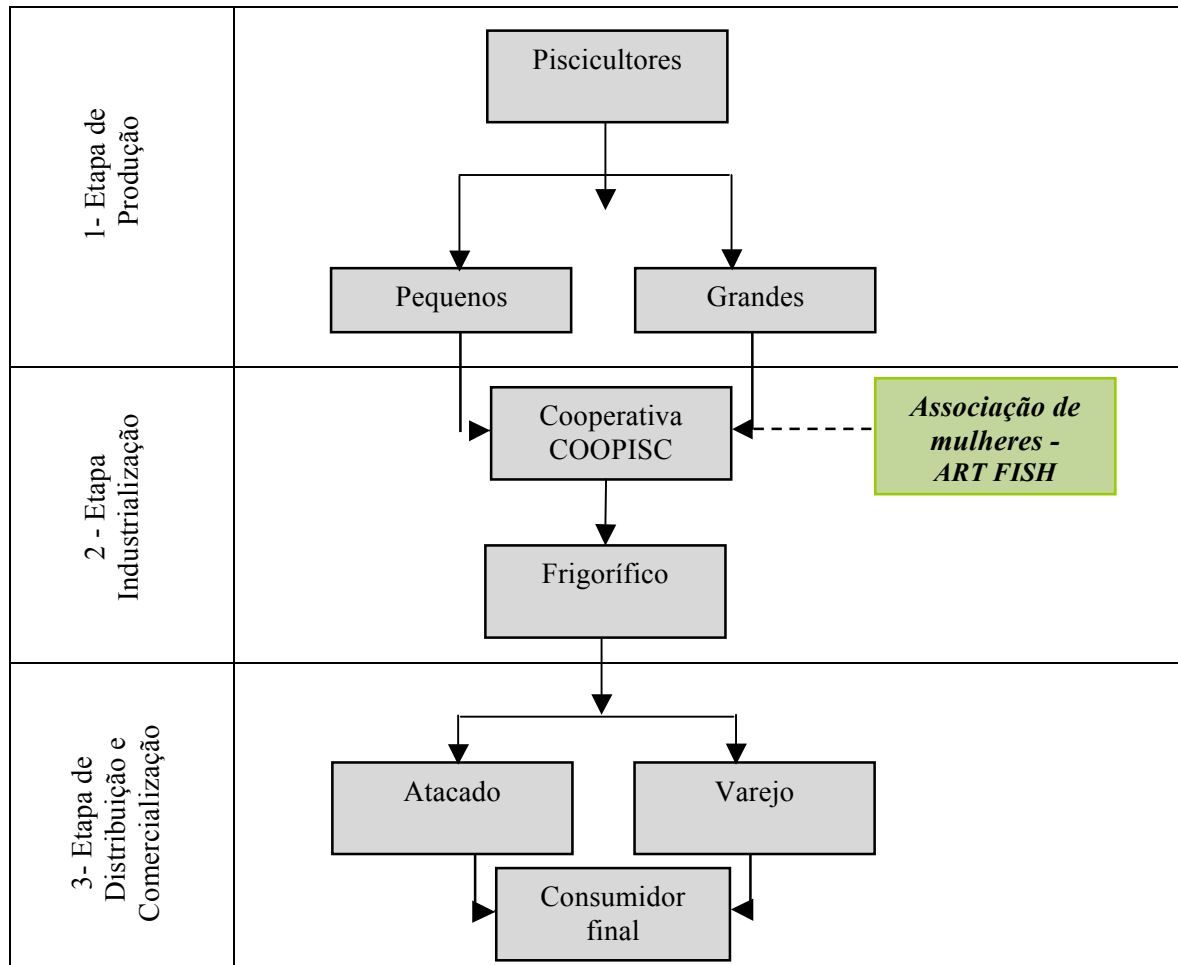 1- Etapa de
Produção
Piscicultores
Pequenos
Grandes
2 - Etapa
Industrialização
Cooperativa
COOPISC
Associação de
mulheres -
ART FISH
Frigorífico
3- Etapa de
Distribuição e
Comercialização
Atacado
Varejo
Consumidor
final